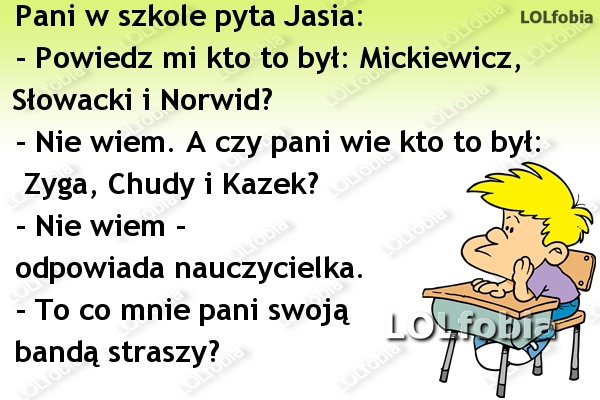 Pani w szkole pyta Jasia:
LOLfobia
- Powiedz mi kto to był: Mickiewicz,
Słowacki i Norwid?
- Nie wiem. A czy pani wie kto to był:
Zyga, Chudy i Kazek?
- Nie wiem -
odpowiada nauczycielka.
- To co mnie pani swoją
bandą straszy?
LOLfobia